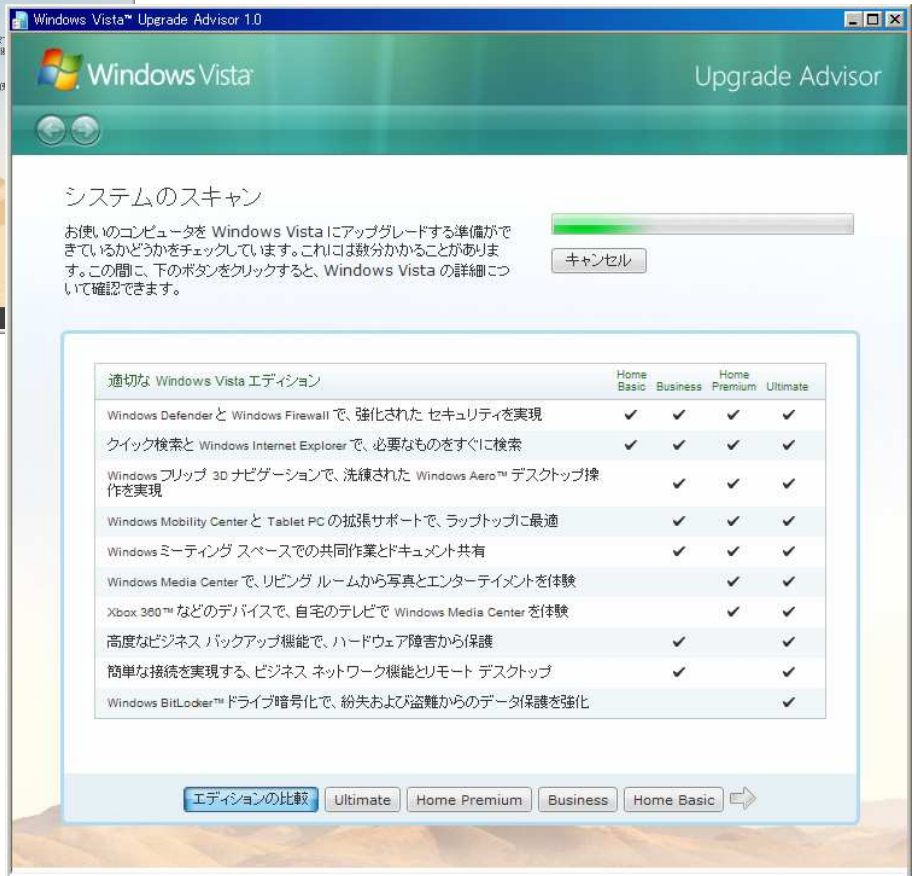 Windows Vista™ Upgrade Advisor 1.0
Windows Vista™
Upgrade Advisor
システムのスキャン
お使いのコンピュータを Windows Vista にアップグレードする準備がで
きているかどうかをチェックしています。これには数分かかることがありま
す。この間に、下のボタンをクリックすると、Windows Vista の詳細につ
いて確認できます。
キャンセル
適切な Windows Vista エディション
Home Basic
Business
Home Premium
Ultimate
Windows Defender と Windows Firewall で、強化された セキュリティを実現
クイック検索と Windows Internet Explorer で、必要なものをすぐに検索
Windows フリップ 3D ナビゲーションで、洗練された Windows Aero™ デスクトップ操
作を実現
Windows Mobility Center と Tablet PC の拡張サポートで、ラップトップに最適
Windows ミーティング スペースでの共同作業とドキュメント共有
Windows Media Center で、リビング ルームから写真とエンターテイメントを体験
Xbox 360™ などのデバイスで、自宅のテレビで Windows Media Center を体験
高度なビジネス バックアップ機能で、ハードウェア障害から保護
簡単な接続を実現する、ビジネス ネットワーク機能とリモート デスクトップ
Windows BitLocker™ ドライブ暗号化で、紛失および盗難からのデータ保護を強化
エディションの比較
Ultimate
Home Premium
Business
Home Basic